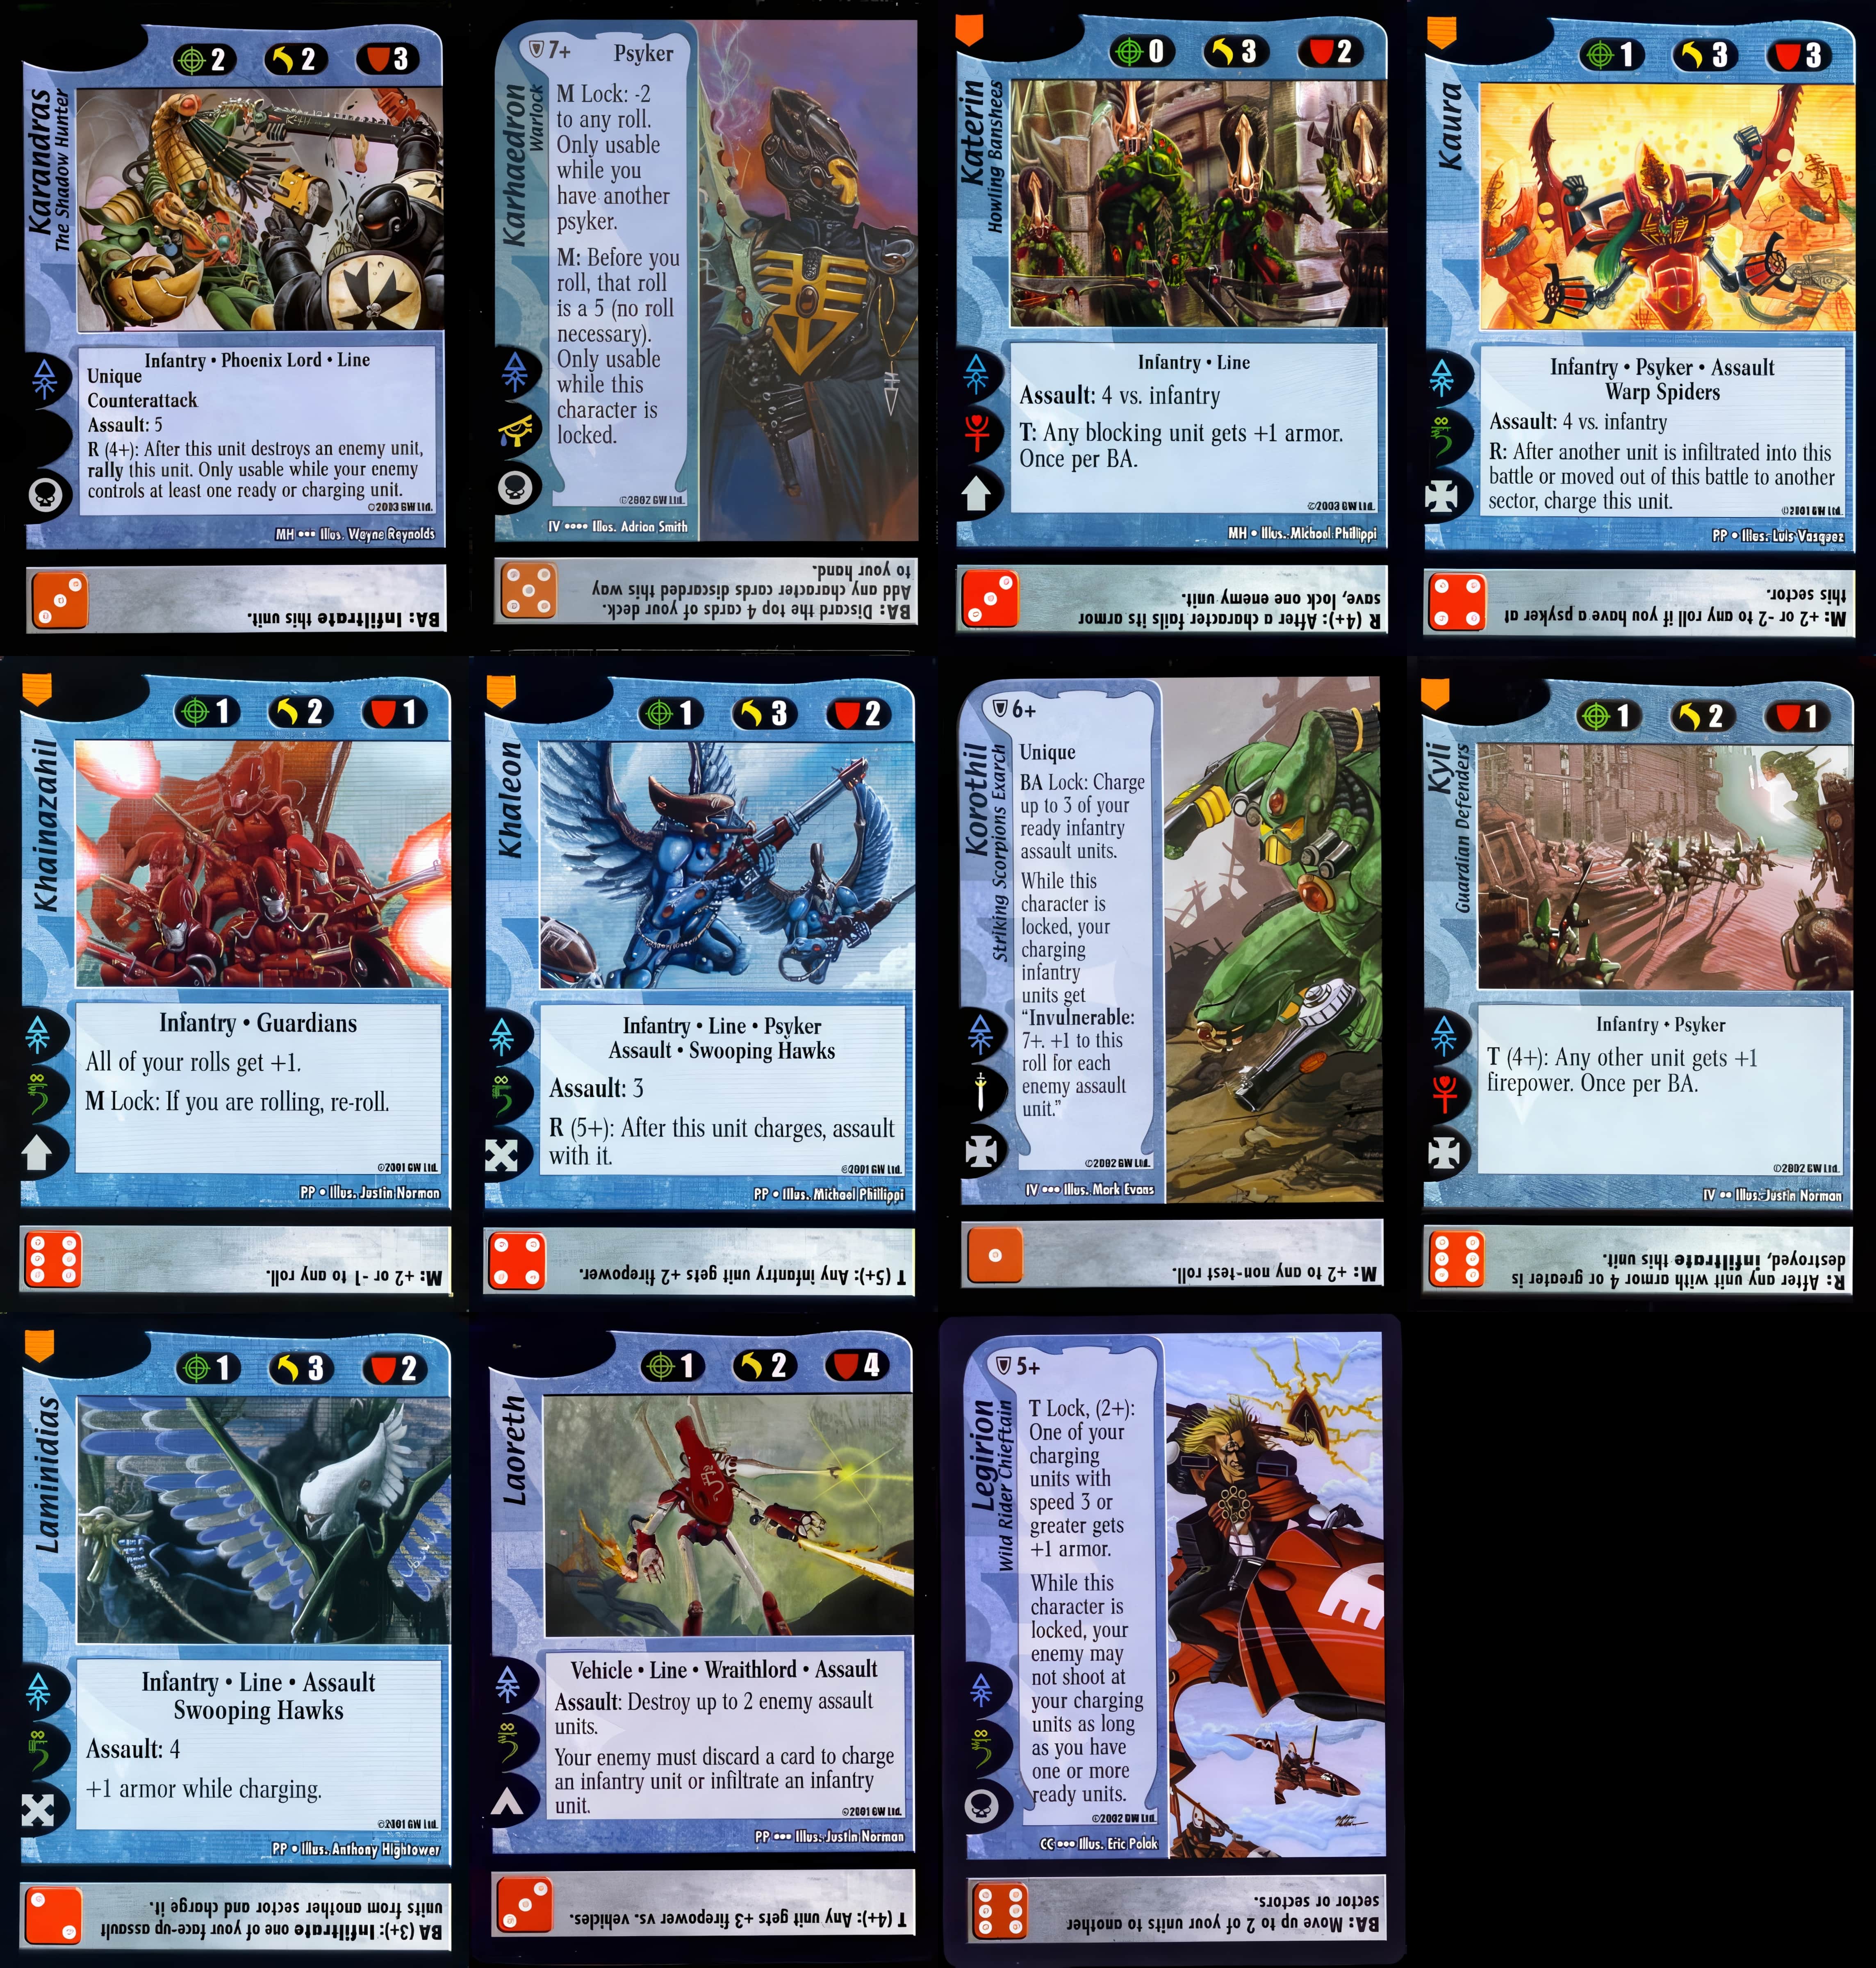 2 2 3
Karandras
The Shadow Hunter
Infantry • Phoenix Lord • Line
Unique
Counterattack
Assault: 5
R (4+): After this unit destroys an enemy unit,
rally this unit. Only usable while your enemy
controls at least one ready or charging unit.
©2003 GW Ltd.
MH ••• Illus. Wayne Reynolds
BA: Infiltrate this unit.
7+ Psyker
Karhaedron
Warlock
M Lock: -2
to any roll.
Only usable
while you
have another
psyker.
M: Before you
roll, that roll
is a 5 (no roll
necessary).
Only usable
while this
character is
locked.
©2002 GW Ltd.
IV •••• Illus. Adrian Smith
BA: Discard the top 4 cards of your deck.
Add any character cards discarded this way
to your hand.
0 3 2
Katerin
Howling Banshees
Infantry • Line
Assault: 4 vs. infantry
T: Any blocking unit gets +1 armor.
Once per BA.
©2003 GW Ltd.
MH • Illus. Michael Phillippi
R (4+): After a character fails its armor
save, lock one enemy unit.
1 3 3
Kaura
Infantry • Psyker • Assault
Warp Spiders
Assault: 4 vs. infantry
R: After another unit is infiltrated into this
battle or moved out of this battle to another
sector, charge this unit.
©2001 GW Ltd.
PP • Illus. Luis Vasquez
M: +2 or -2 to any roll if you have a psyker at
this sector.
1 2 1
Khainazahil
Infantry • Guardians
All of your rolls get +1.
M Lock: If you are rolling, re-roll.
©2001 GW Ltd.
PP • Illus. Justin Norman
M: +2 or -1 to any roll.
1 3 2
Khaleon
Infantry • Line • Psyker
Assault • Swooping Hawks
Assault: 3
R (5+): After this unit charges, assault
with it.
©2001 GW Ltd.
PP • Illus. Michael Phillippi
T (5+): Any infantry unit gets +2 firepower.
6+
Korothil
Striking Scorpions Exarch
Unique
BA Lock: Charge
up to 3 of your
ready infantry
assault units.
While this
character is
locked, your
charging
infantry
units get
“Invulnerable:
7+. +1 to this
roll for each
enemy assault
unit.”
©2002 GW Ltd.
IV ••• Illus. Mark Evans
M: +2 to any non-test roll.
1 2 1
Kyli
Guardian Defenders
Infantry • Psyker
T (4+): Any other unit gets +1
firepower. Once per BA.
©2002 GW Ltd.
IV •• Illus. Justin Norman
R: After any unit with armor 4 or greater is
destroyed, infiltrate this unit.
1 3 2
Laminidias
Infantry • Line • Assault
Swooping Hawks
Assault: 4
+1 armor while charging.
©2001 GW Ltd.
PP • Illus. Anthony Hightower
BA (3+): Infiltrate one of your face-up assault
units from another sector and charge it.
1 2 4
Laoreth
Vehicle • Line • Wraithlord • Assault
Assault: Destroy up to 2 enemy assault
units.
Your enemy must discard a card to charge
an infantry unit or infiltrate an infantry
unit.
©2001 GW Ltd.
PP ••• Illus. Justin Norman
T (4+): Any unit gets +3 firepower vs. vehicles.
5+
Legirion
Wild Rider Chieftain
T Lock, (2+):
One of your
charging
units with
speed 3 or
greater gets
+1 armor.
While this
character is
locked, your
enemy may
not shoot at
your charging
units as long
as you have
one or more
ready units.
©2002 GW Ltd.
CC ••• Illus. Eric Polak
BA: Move up to 2 of your units to another
sector or sectors.